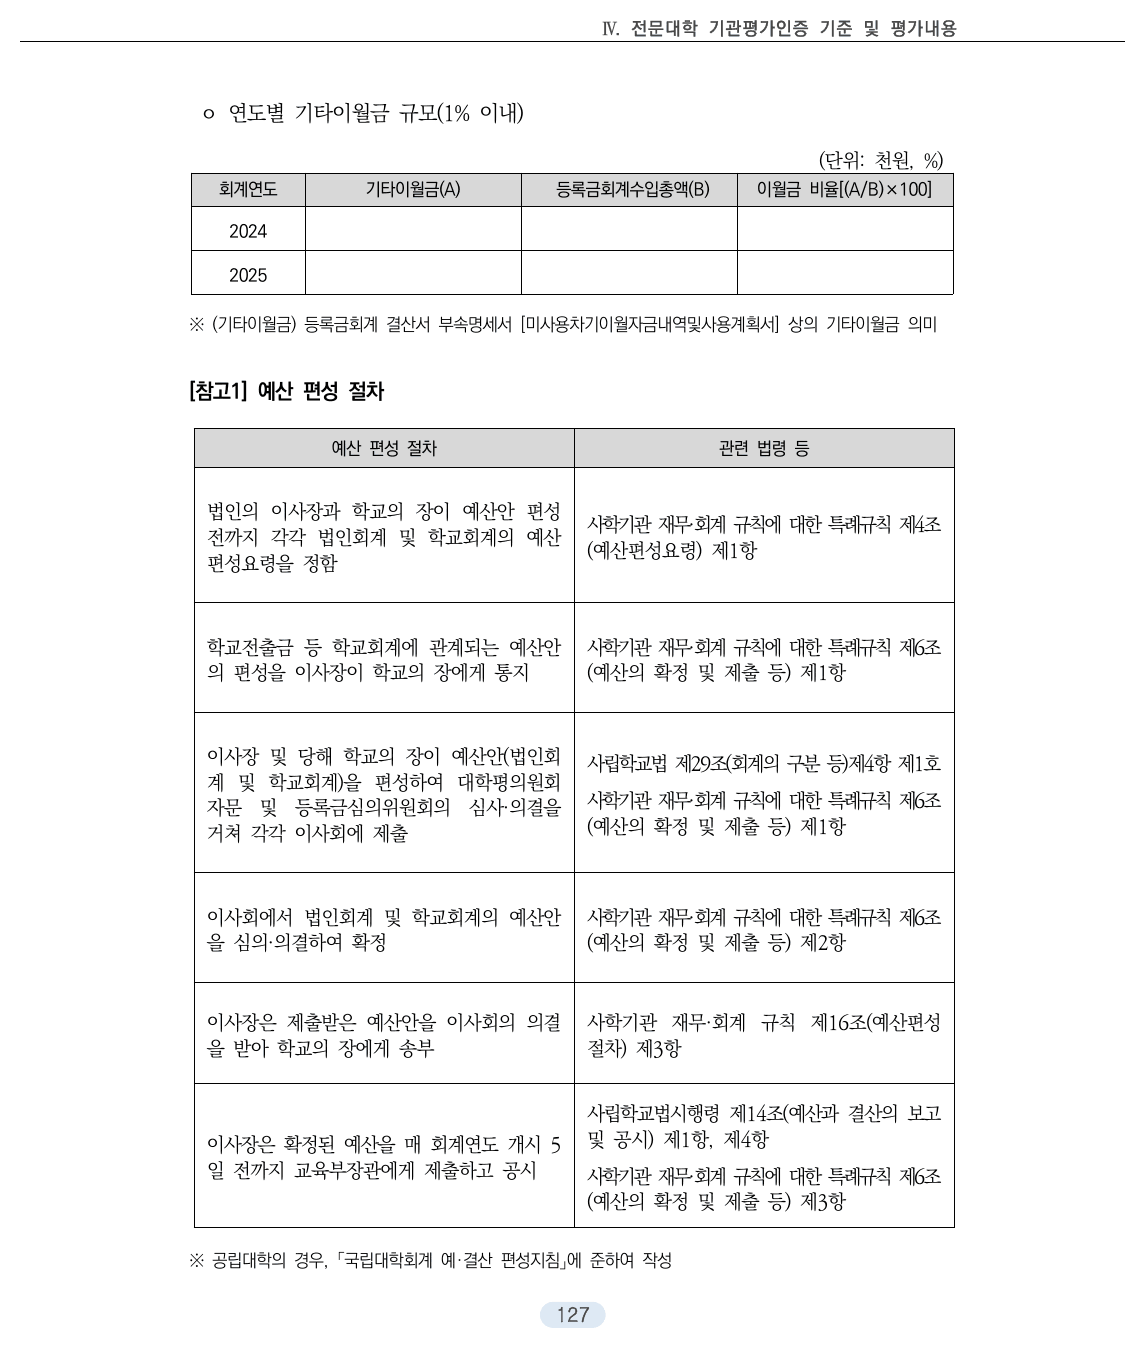 Ⅳ. 전문대학 기관평가인증 기준 및 평가내용
ㅇ 연도별 기타이월금 규모(1% 이내)
(단위: 천원, %)
회계연도 기타이월금(A) 등록금회계수입총액(B) 이월금 비율[(A/B)×100]
2024
2025
※ (기타이월금) 등록금회계 결산서 부속명세서 [미사용차기이월자금내역및사용계획서] 상의 기타이월금 의미
[참고1] 예산 편성 절차
예산 편성 절차 관련 법령 등
법인의 이사장과 학교의 장이 예산안 편성
전까지 각각 법인회계 및 학교회계의 예산
편성요령을 정함
사학기관 재무·회계 규칙에 대한 특례규칙 제4조
(예산편성요령) 제1항
학교전출금 등 학교회계에 관계되는 예산안
의 편성을 이사장이 학교의 장에게 통지
사학기관 재무·회계 규칙에 대한 특례규칙 제6조
(예산의 확정 및 제출 등) 제1항
이사장 및 당해 학교의 장이 예산안(법인회
계 및 학교회계)을 편성하여 대학평의원회
자문 및 등록금심의위원회의 심사·의결을
거쳐 각각 이사회에 제출
사립학교법 제29조(회계의 구분 등)제4항 제1호
사학기관 재무·회계 규칙에 대한 특례규칙 제6조
(예산의 확정 및 제출 등) 제1항
이사회에서 법인회계 및 학교회계의 예산안
을 심의·의결하여 확정
사학기관 재무·회계 규칙에 대한 특례규칙 제6조
(예산의 확정 및 제출 등) 제2항
이사장은 제출받은 예산안을 이사회의 의결
을 받아 학교의 장에게 송부
사학기관 재무·회계 규칙 제16조(예산편성
절차) 제3항
이사장은 확정된 예산을 매 회계연도 개시 5
일 전까지 교육부장관에게 제출하고 공시
사립학교법시행령 제14조(예산과 결산의 보고
및 공시) 제1항, 제4항
사학기관 재무·회계 규칙에 대한 특례규칙 제6조
(예산의 확정 및 제출 등) 제3항
※ 공립대학의 경우, ｢국립대학회계 예·결산 편성지침｣에 준하여 작성
127